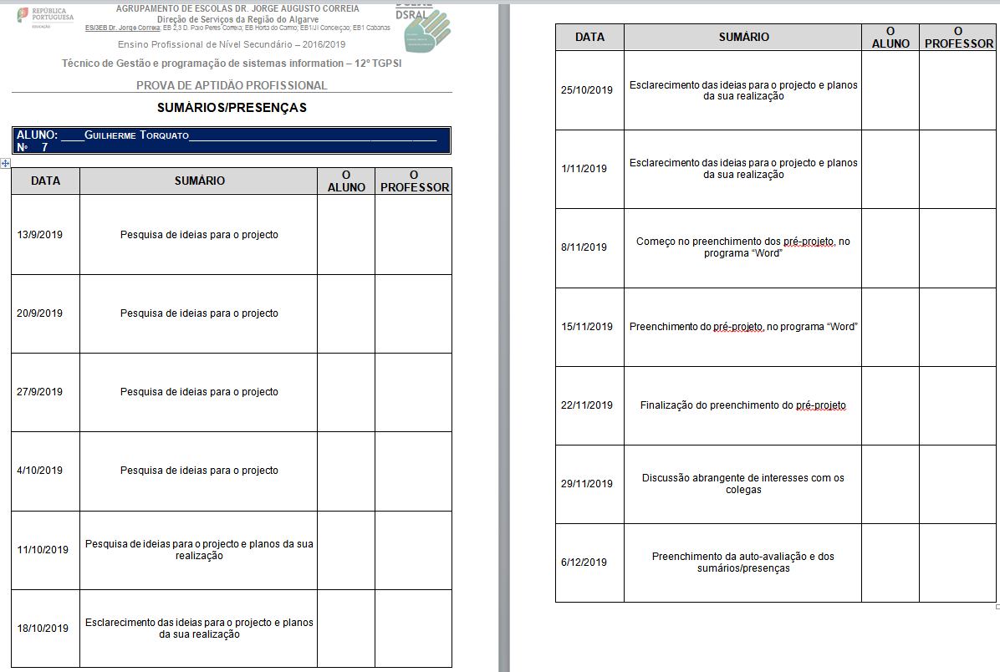 REPÚBLICA
PORTUGUESA
EDUCAÇÃO
AGRUPAMENTO DE ESCOLAS DR. JORGE AUGUSTO CORREIA
Direção de Serviços da Região do Algarve
ES/3EB Dr. Jorge Correia; EB 2,3 D. Paio Peres Correia; EB Horta do Carmo; EB1/JI Conceição; EB1 Cabanas
DSRAL
Ensino Profissional de Nível Secundário – 2016/2019
Técnico de Gestão e programação de sistemas information – 12º TGPSI
PROVA DE APTIDÃO PROFISSIONAL
SUMÁRIOS/PRESENÇAS
ALUNO: ____Guilherme Torquato__________________________________________
Nº 7
DATA SUMÁRIO O ALUNO O PROFESSOR
13/9/2019 Pesquisa de ideias para o projecto
20/9/2019 Pesquisa de ideias para o projecto
27/9/2019 Pesquisa de ideias para o projecto
4/10/2019 Pesquisa de ideias para o projecto
11/10/2019 Pesquisa de ideias para o projecto e planos da sua
realização
18/10/2019 Esclarecimento das ideias para o projecto e planos
da sua realização
DATA SUMÁRIO O ALUNO O PROFESSOR
25/10/2019 Esclarecimento das ideias para o projecto e planos
da sua realização
1/11/2019 Esclarecimento das ideias para o projecto e planos
da sua realização
8/11/2019 Começo no preenchimento dos pré-projeto, no
programa “Word”
15/11/2019 Preenchimento do pré-projeto, no programa “Word”
22/11/2019 Finalização do preenchimento do pré-projeto
29/11/2019 Discussão abrangente de interesses com os
colegas
6/12/2019 Preenchimento da auto-avaliação e dos
sumários/presenças